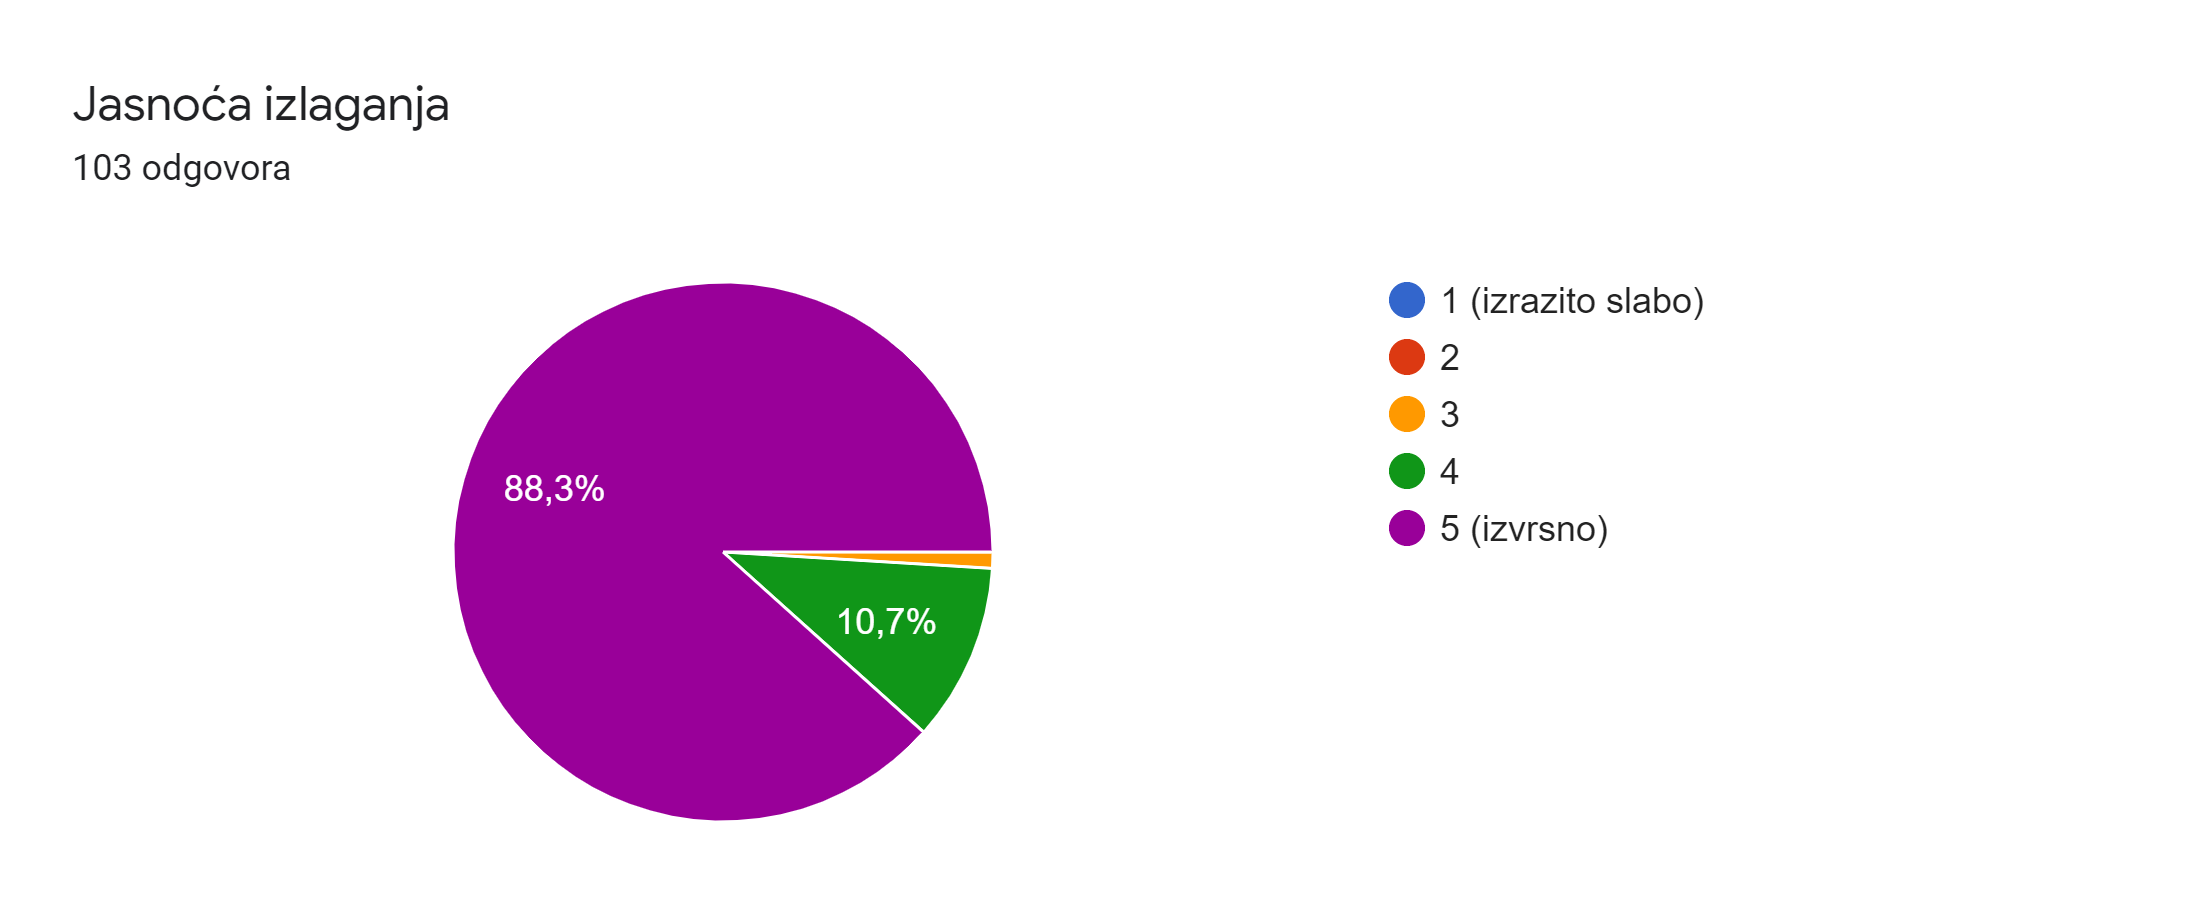 Jasnoća izlaganja
103 odgovora
88,3%
10,7%
1 (izrazito slabo)
2
3
4
5 (izvrsno)